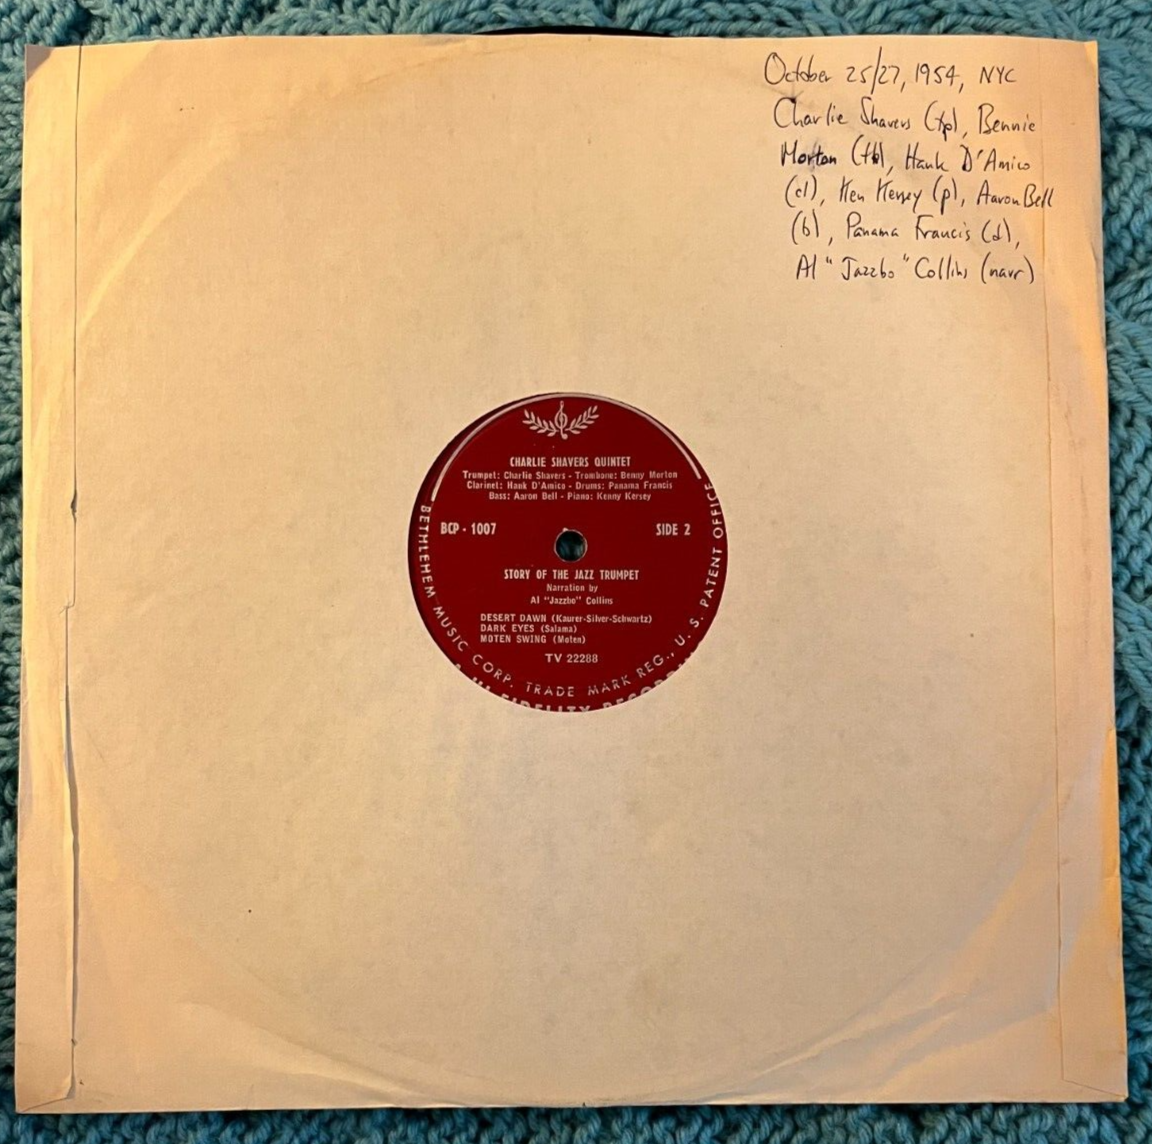 October 25/27, 1954, NYC
Charlie Shavers (tp), Bennie
Morton (tb), Hank D'Amico
(cl), Ken Kersey (p), Aaron Bell
(b), Panama Francis (d),
Al "Jazzbo" Collins (narr)
CHARLIE SHAVERS QUINTET
Trumpet: Charlie Shavers - Trombone: Benny Morton
Clarinet: Hank D'Amico - Drums: Panama Francis
Bass: Aaron Bell - Piano: Kenny Kersey
BCP - 1007 SIDE 2
STORY OF THE JAZZ TRUMPET
Narration by
Al "Jazzbo" Collins
DESERT DAWN (Kaurer-Silver-Schwartz)
DARK EYES (Salama)
MOTEN SWING (Moten)
TV 22288
BETHLEHEM MUSIC CORP. TRADE MARK REG., U. S. PATENT OFFICE
FIDELITY